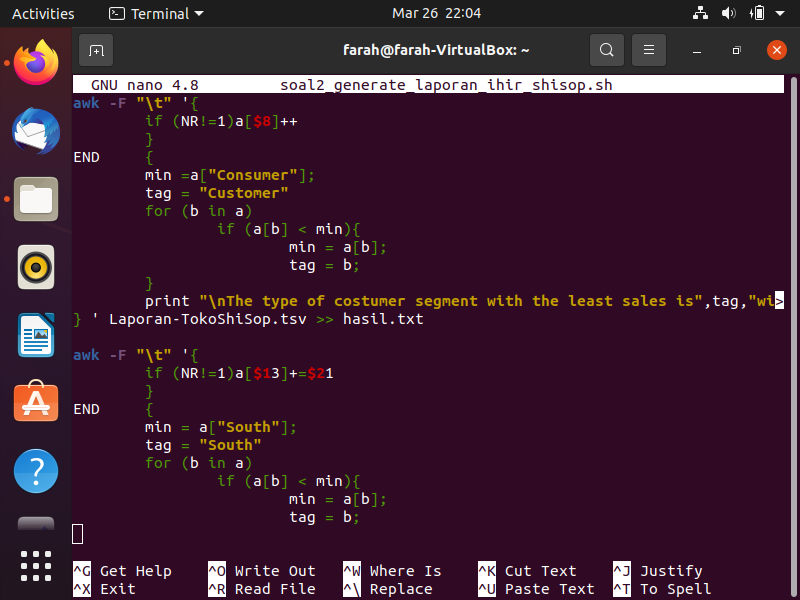 Activities Terminal Mar 26 22:04
farah@farah-VirtualBox: ~
GNU nano 4.8 soal2_generate_laporan_ihir_shisop.sh
awk -F "\t" '{
if (NR!=1)a[$8]++
}
END {
min =a["Consumer"];
tag = "Customer"
for (b in a)
if (a[b] < min){
min = a[b];
tag = b;
}
print "\nThe type of costumer segment with the least sales is",tag,"wi>
} ' Laporan-TokoShiSop.tsv >> hasil.txt
awk -F "\t" '{
if (NR!=1)a[$13]+=$21
}
END {
min = a["South"];
tag = "South"
for (b in a)
if (a[b] < min){
min = a[b];
tag = b;
^G Get Help ^O Write Out ^W Where Is ^K Cut Text ^J Justify
^X Exit ^R Read File ^\ Replace ^U Paste Text ^T To Spell